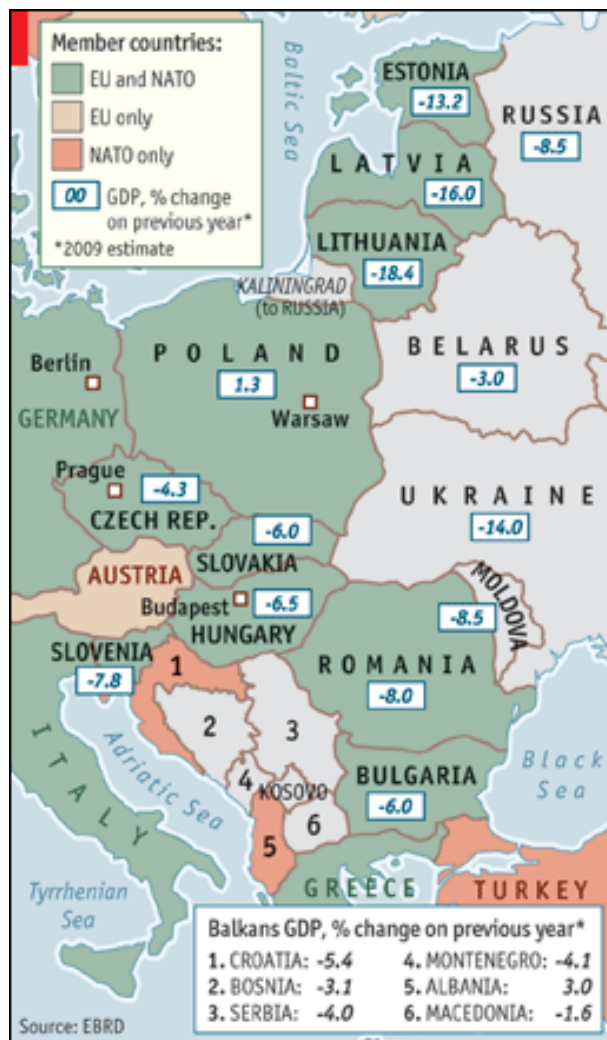 Member countries:
EU and NATO
EU only
NATO only
00 GDP, % change
on previous year*
*2009 estimate
Baltic Sea
ESTONIA
-13.2
RUSSIA
-8.5
LATVIA
-16.0
LITHUANIA
-18.4
KALININGRAD
(to RUSSIA)
BELARUS
-3.0
POLAND
1.3
Berlin
Warsaw
GERMANY
Prague
-4.3
CZECH REP.
UKRAINE
-14.0
-6.0
SLOVAKIA
AUSTRIA
Budapest
-6.5
HUNGARY
MOLDOVA
-8.5
SLOVENIA
-7.8
1
ROMANIA
-8.0
2
3
Adriatic Sea
ITALY
4
KOSOVO
BULGARIA
-6.0
Black
Sea
5
6
Tyrrhenian
Sea
GREECE
TURKEY
Balkans GDP, % change on previous year*
1. CROATIA: -5.4 4. MONTENEGRO: -4.1
2. BOSNIA: -3.1 5. ALBANIA: 3.0
3. SERBIA: -4.0 6. MACEDONIA: -1.6
Source: EBRD